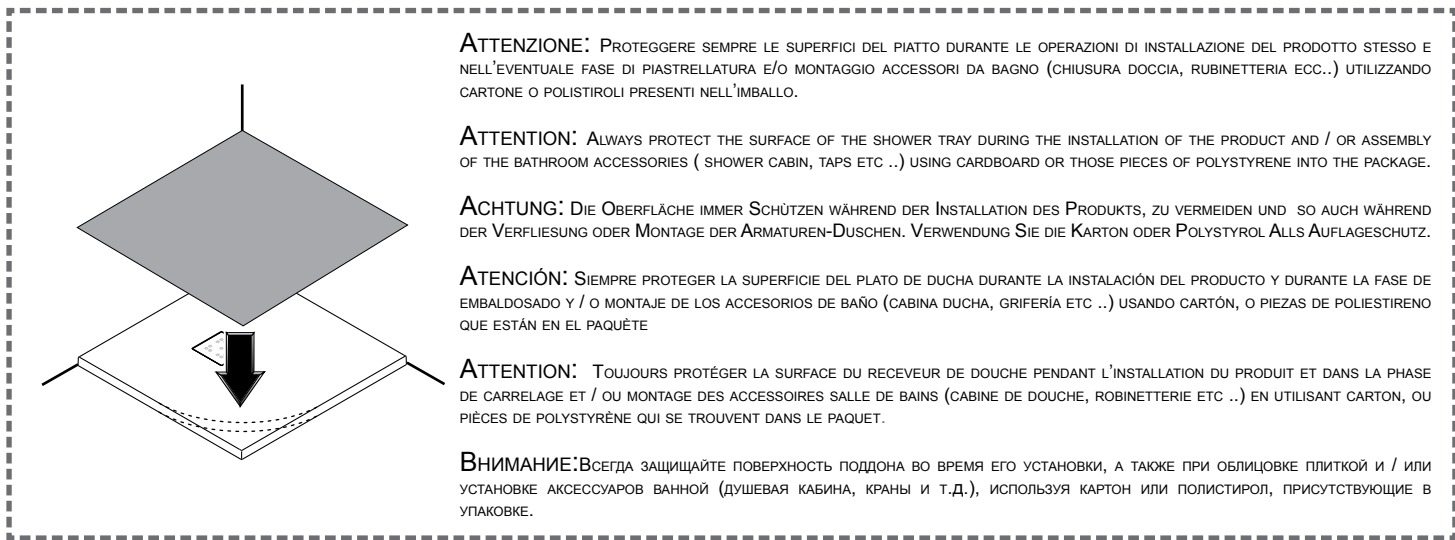 Attenzione: Proteggere sempre le superfici del piatto durante le operazioni di installazione del prodotto stesso e
nell'eventuale fase di piastrellatura e/o montaggio accessori da bagno (chiusura doccia, rubinetteria ecc..) utilizzando
cartone o polistiroli presenti nell'imballo.
Attention: Always protect the surface of the shower tray during the installation of the product and / or assembly
of the bathroom accessories ( shower cabin, taps etc ..) using cardboard or those pieces of polystyrene into the package.
Achtung: Die Oberfläche immer Schùtzen während der Installation des Produkts, zu vermeiden und so auch während
der Verfliesung oder Montage der Armaturen-Duschen. Verwendung Sie die Karton oder Polystyrol Alls Auflageschutz.
Atención: Siempre proteger la superficie del plato de ducha durante la instalación del producto y durante la fase de
embaldosado y / o montaje de los accesorios de baño (cabina ducha, grifería etc ..) usando cartón, o piezas de poliestireno
que están en el paquète
Attention: Toujours protéger la surface du receveur de douche pendant l'installation du produit et dans la phase
de carrelage et / ou montage des accessoires salle de bains (cabine de douche, robinetterie etc ..) en utilisant carton, ou
pièces de polystyrène qui se trouvent dans le paquet.
Внимание:Всегда защищайте поверхность поддона во время его установки, а также при облицовке плиткой и / или
установке аксессуаров ванной (душевая кабина, краны и т.д.), используя картон или полистирол, присутствующие в
упаковке.